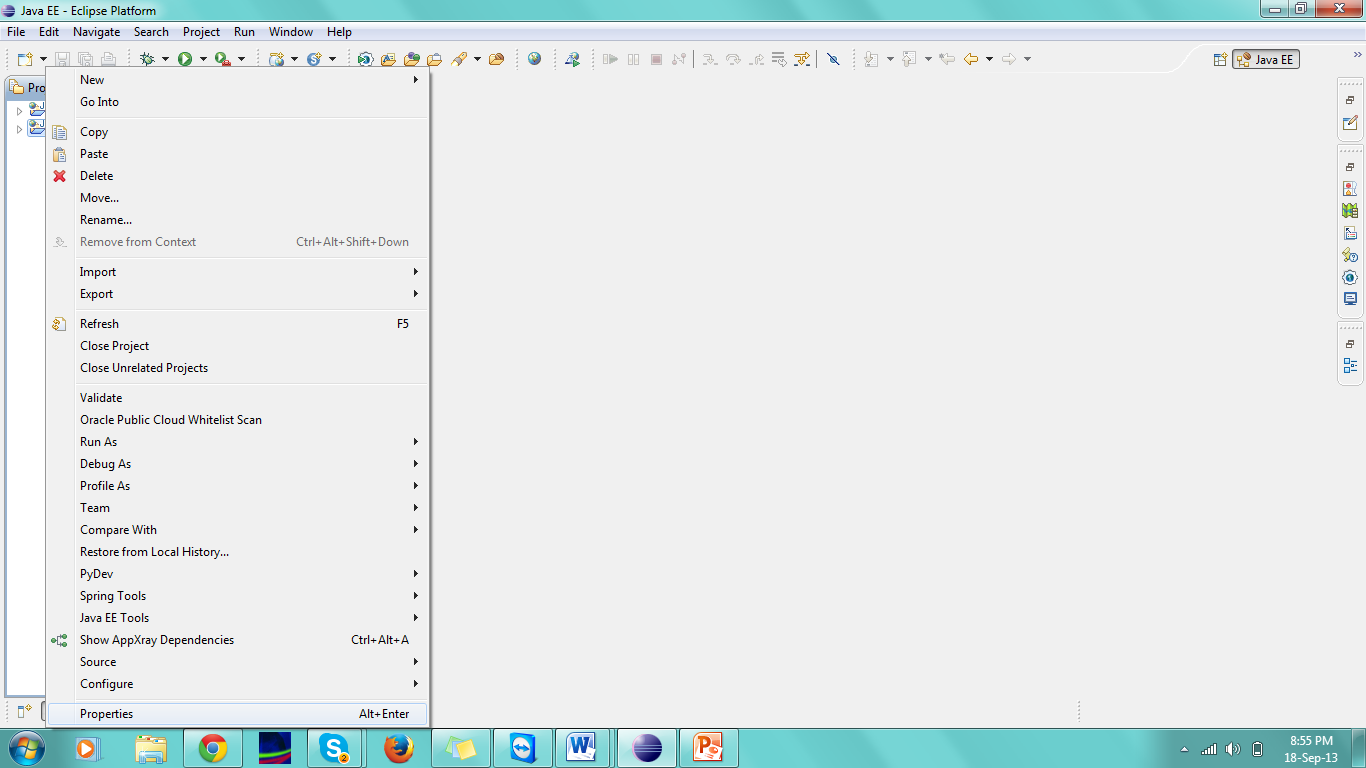 Java EE - Eclipse Platform
File Edit Navigate Search Project Run Window Help
Java EE
Pro
New
Go Into
Copy
Paste
Delete
Move...
Rename...
Remove from Context Ctrl+Alt+Shift+Down
Import
Export
Refresh F5
Close Project
Close Unrelated Projects
Validate
Oracle Public Cloud Whitelist Scan
Run As
Debug As
Profile As
Team
Compare With
Restore from Local History...
PyDev
Spring Tools
Java EE Tools
Show AppXray Dependencies Ctrl+Alt+A
Source
Configure
Properties Alt+Enter
2
8:55 PM
18-Sep-13